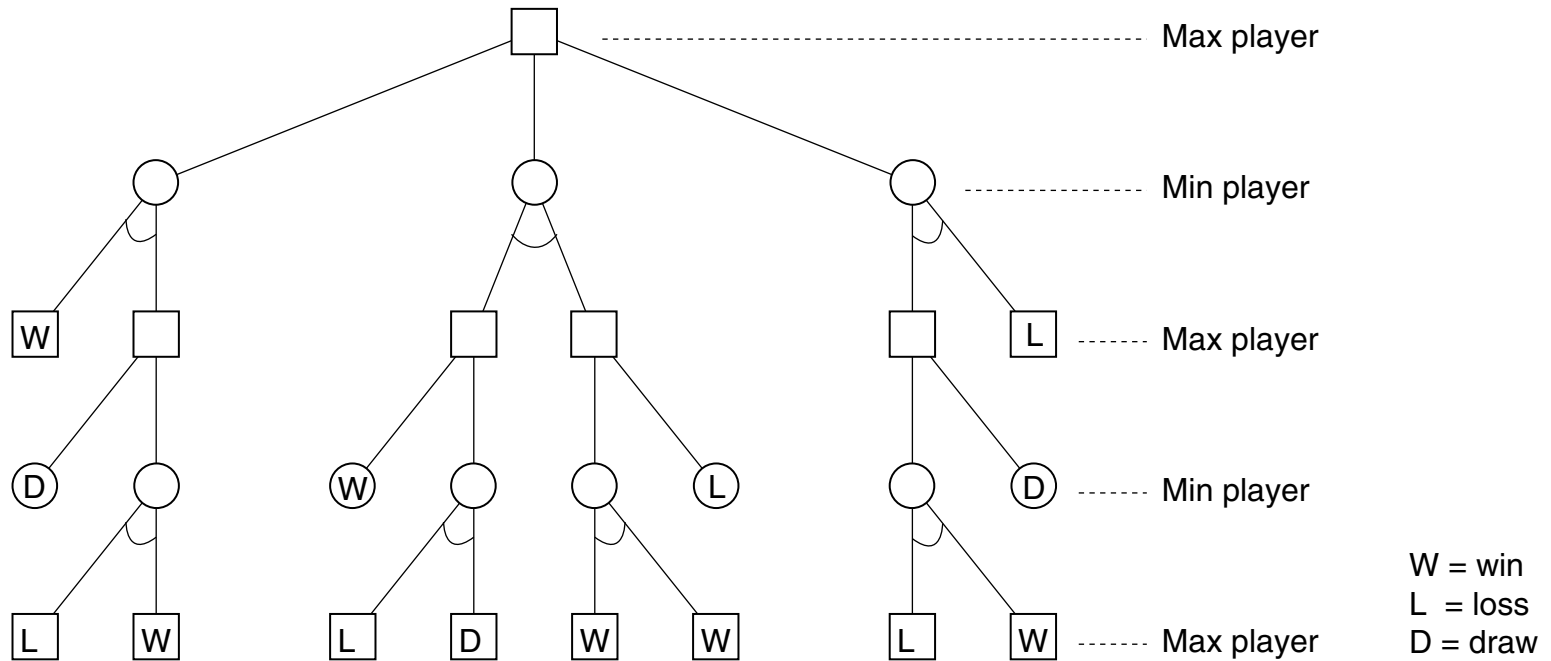 Max player
Min player
W
L
Max player
D
W
L
D
Min player
L
W
L
D
W
W
L
W
Max player
W = win
L = loss
D = draw